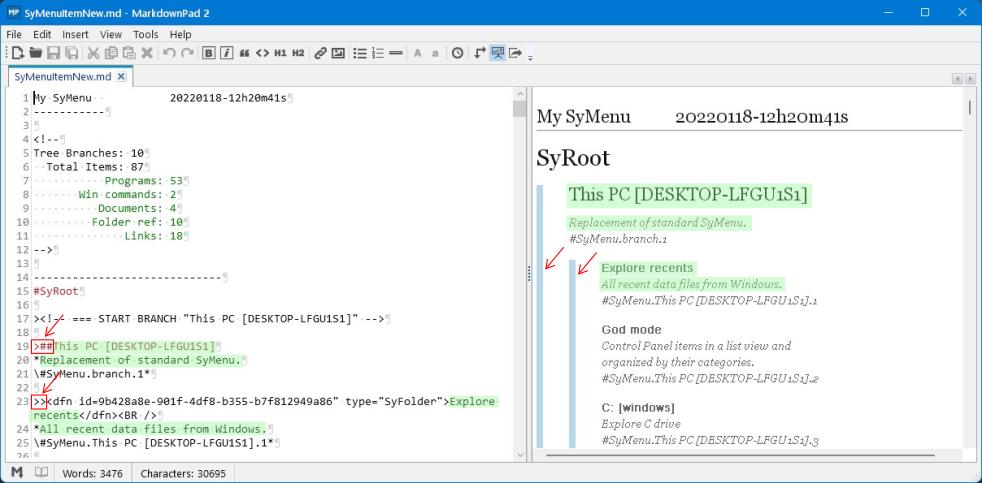 SyMenuItemNew.md - MarkdownPad 2
File Edit Insert View Tools Help
B i H1 H2 A a
SyMenuItemNew.md
1 My SyMenu 20220118-12h20m41s
2 -----------
3
4 <!--
5 Tree Branches: 10
6 Total Items: 87
7 Programs: 53
8 Win commands: 2
9 Documents: 4
10 Folder ref: 10
11 Links: 18
12 -->
13
14 -----------------------------
15 #SyRoot
16
17 ><!-- === START BRANCH "This PC [DESKTOP-LFGU1S1]" -->
18
19 >##This PC [DESKTOP-LFGU1S1]
20 *Replacement of standard SyMenu.
21 \#SyMenu.branch.1*
22
23 >><dfn id=9b428a8e-901f-4df8-b355-b7f812949a86" type="SyFolder">Explore
recents</dfn><BR />
24 *All recent data files from Windows.
25 \#SyMenu.This PC [DESKTOP-LFGU1S1].1*
26
My SyMenu 20220118-12h20m41s
SyRoot
This PC [DESKTOP-LFGU1S1]
Replacement of standard SyMenu.
#SyMenu.branch.1
Explore recents
All recent data files from Windows.
#SyMenu.This PC [DESKTOP-LFGU1S1].1
God mode
Control Panel items in a list view and
organized by their categories.
#SyMenu.This PC [DESKTOP-LFGU1S1].2
C: [windows]
Explore C drive
#SyMenu.This PC [DESKTOP-LFGU1S1].3
Words: 3476 Characters: 30695